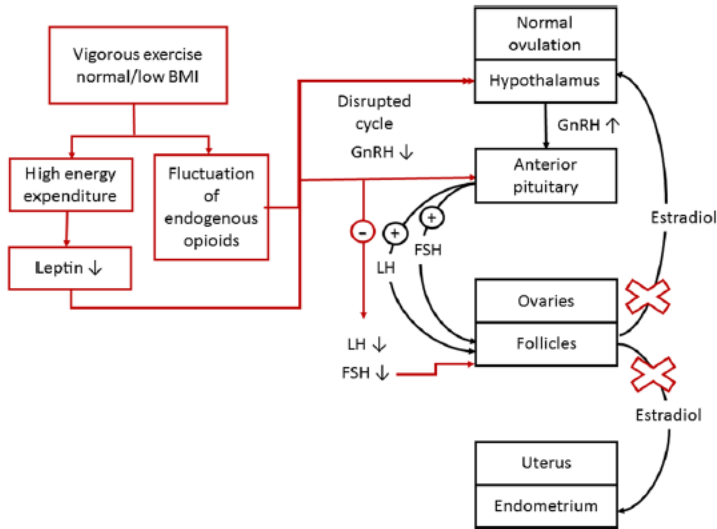 Vigorous exercise
normal/low BMI
High energy
expenditure
Fluctuation
of
endogenous
opioids
Leptin ↓
Disrupted
cycle
GnRH ↓
Normal
ovulation
Hypothalamus
GnRH ↑
Anterior
pituitary
-
+
+
LH
FSH
Estradiol
LH ↓
FSH ↓
Ovaries
Follicles
Estradiol
Uterus
Endometrium